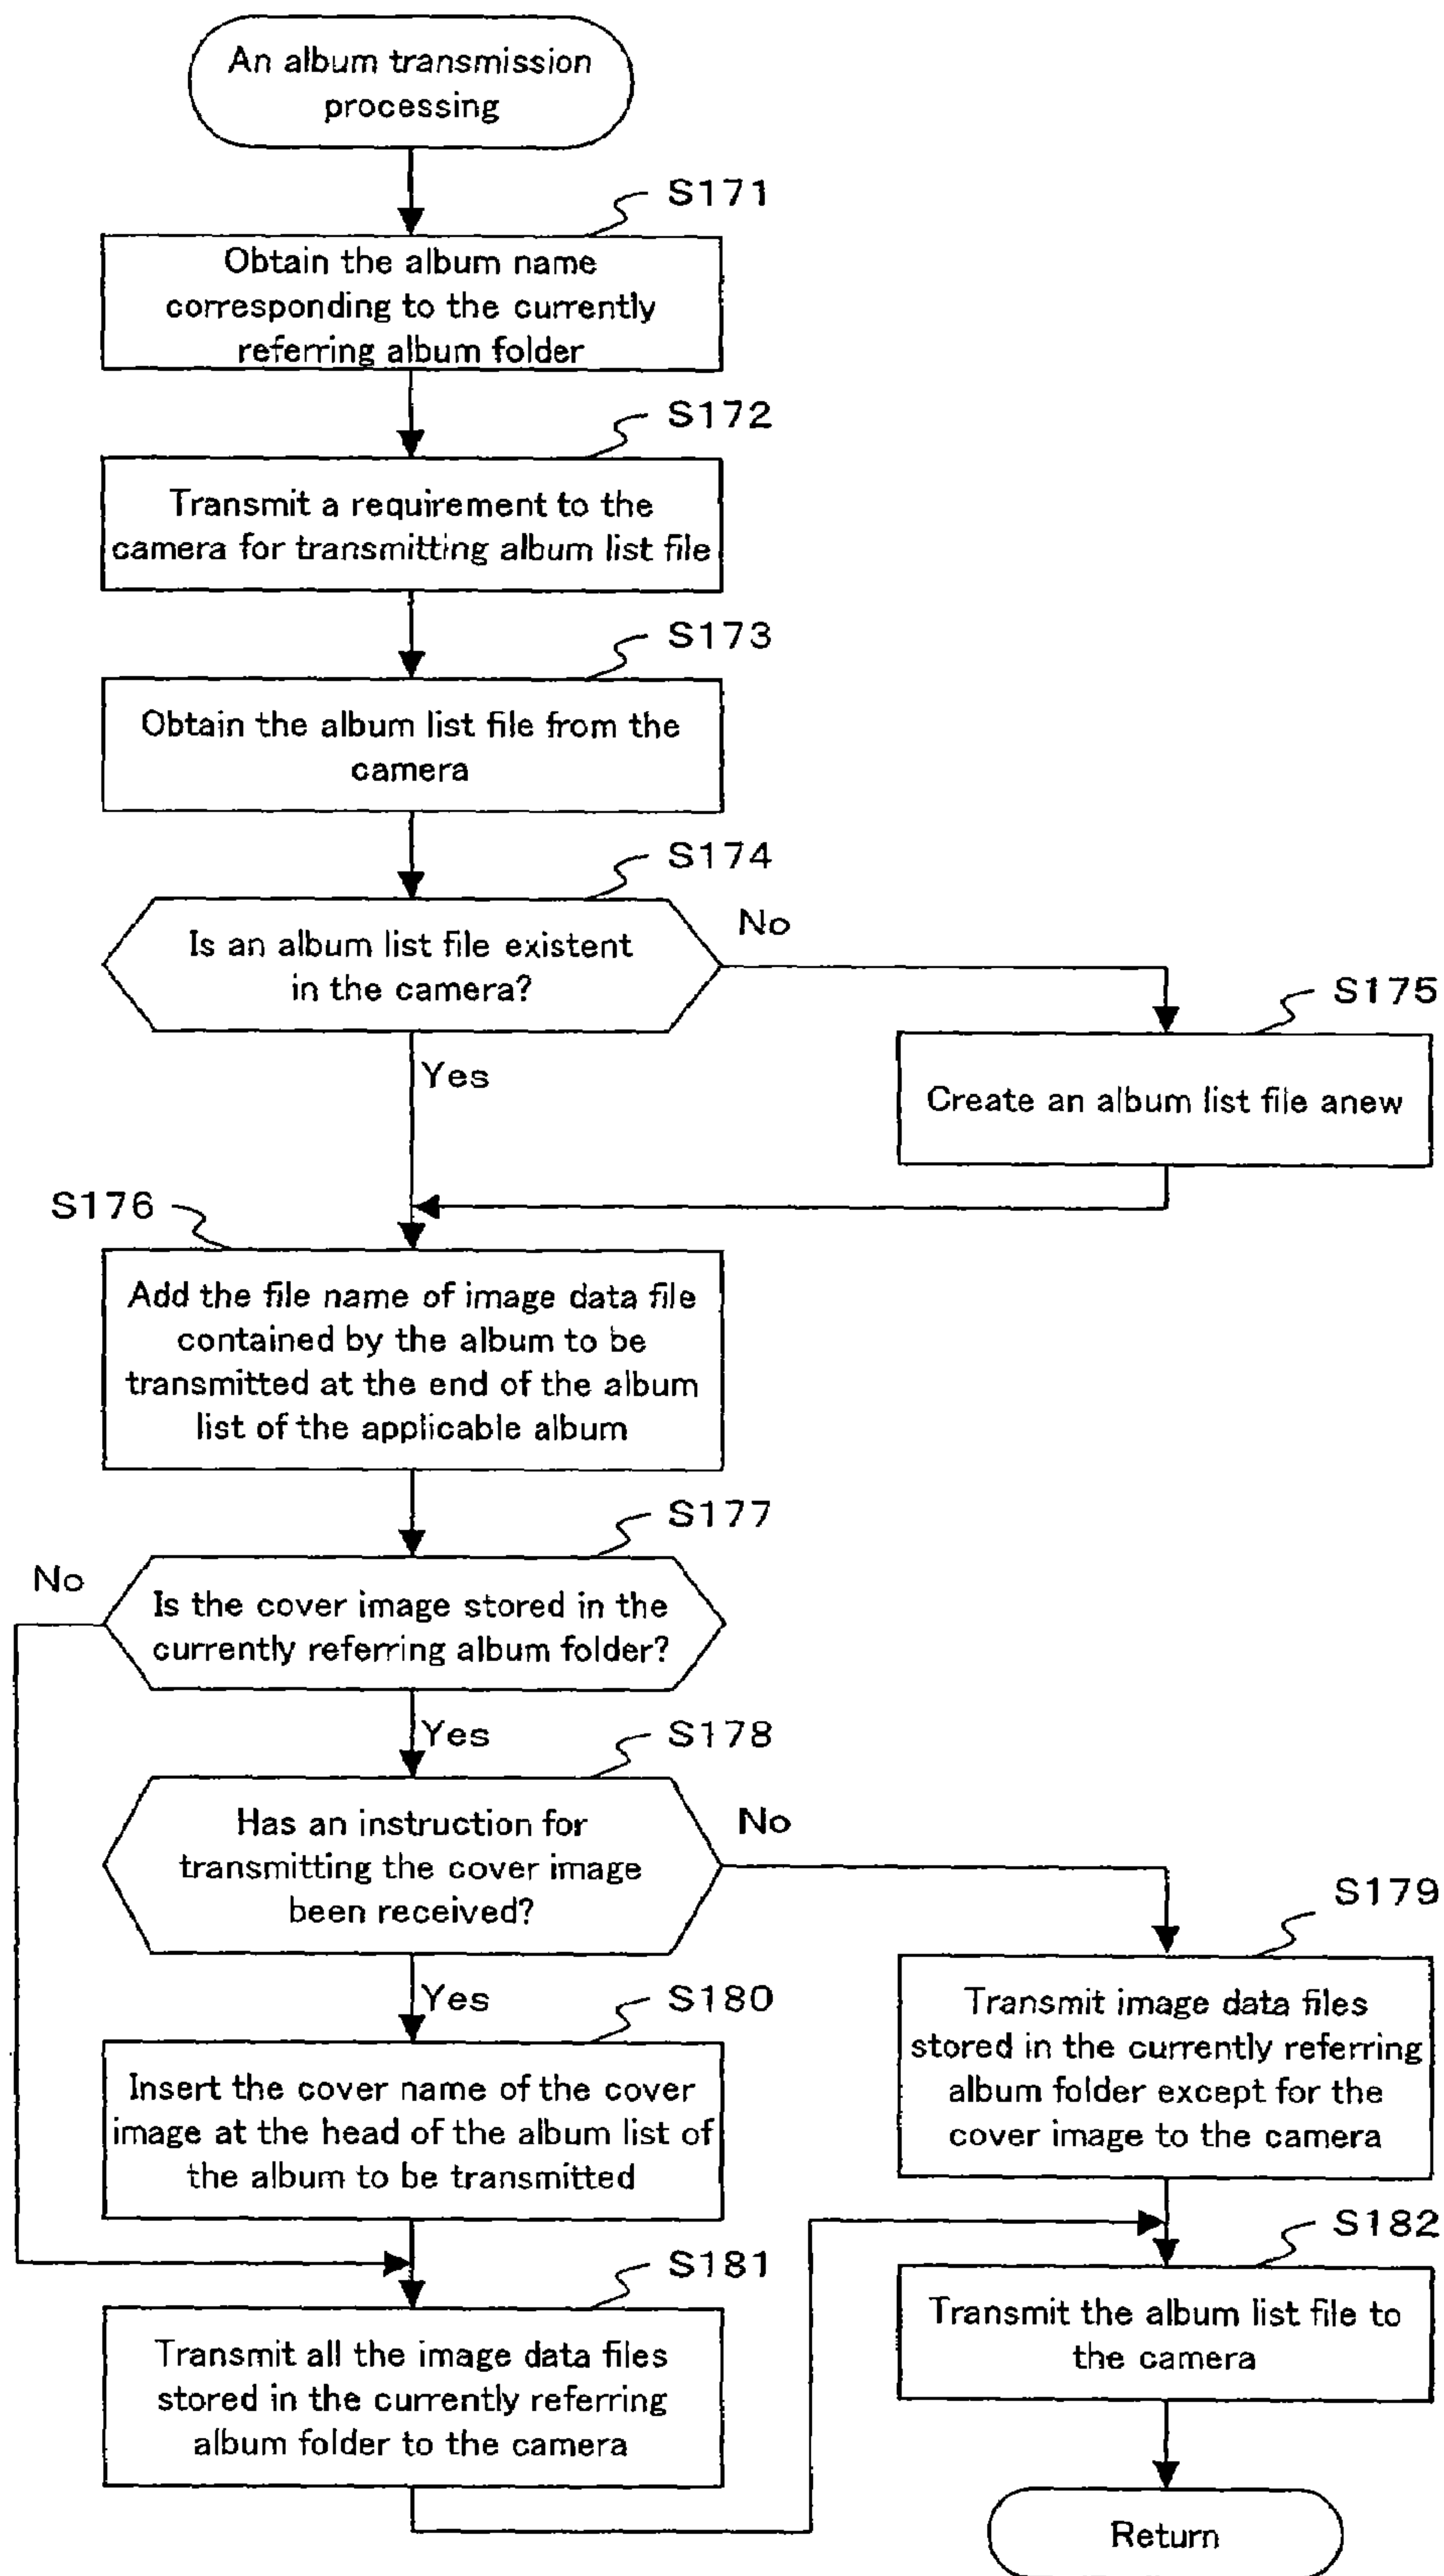 An album transmission
processing
S171
Obtain the album name
corresponding to the currently
referring album folder
S172
Transmit a requirement to the
camera for transmitting album list file
S173
Obtain the album list file from the
camera
S174
Is an album list file existent
in the camera?
No
Yes
S175
Create an album list file anew
S176
Add the file name of image data file
contained by the album to be
transmitted at the end of the album
list of the applicable album
S177
Is the cover image stored in the
currently referring album folder?
No
Yes
S178
Has an instruction for
transmitting the cover image
been received?
No
Yes
S179
Transmit image data files
stored in the currently referring
album folder except for the
cover image to the camera
S180
Insert the cover name of the cover
image at the head of the album list of
the album to be transmitted
S181
Transmit all the image data files
stored in the currently referring
album folder to the camera
S182
Transmit the album list file to
the camera
Return